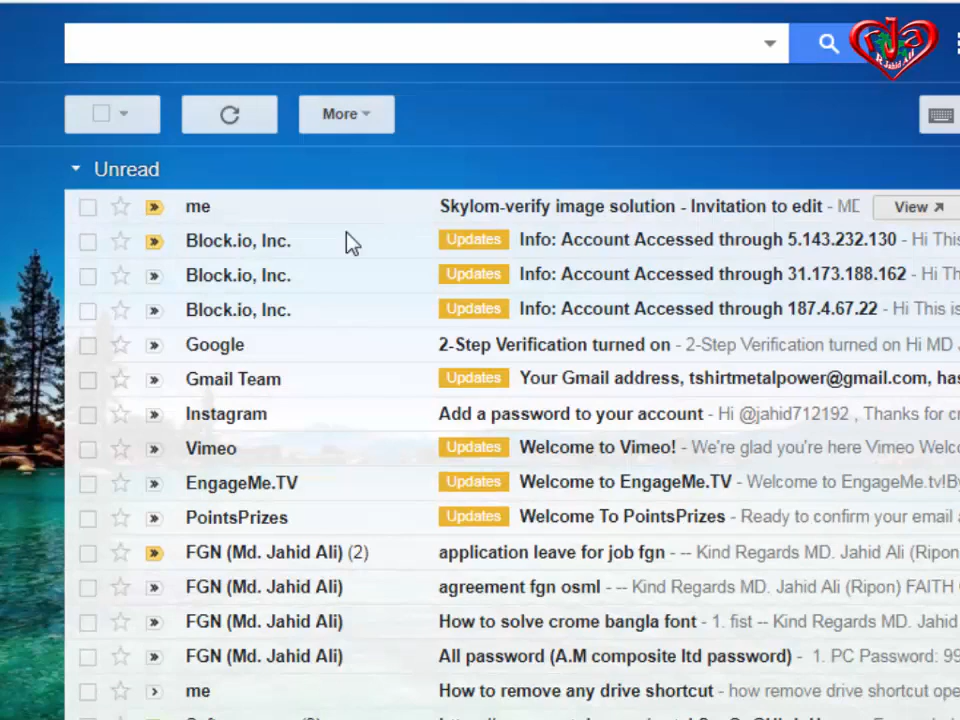 rja
R Jahid Ali
More
Unread
me Skylom-verify image solution - Invitation to edit - MD View
Block.io, Inc. Updates Info: Account Accessed through 5.143.232.130 - Hi This
Block.io, Inc. Updates Info: Account Accessed through 31.173.188.162 - Hi Th
Block.io, Inc. Updates Info: Account Accessed through 187.4.67.22 - Hi This is
Google 2-Step Verification turned on - 2-Step Verification turned on Hi MD
Gmail Team Updates Your Gmail address, tshirtmetalpower@gmail.com, has
Instagram Add a password to your account - Hi @jahid712192 , Thanks for cr
Vimeo Updates Welcome to Vimeo! - We're glad you're here Vimeo Welco
EngageMe.TV Updates Welcome to EngageMe.TV - Welcome to EngageMe.tv!By
PointsPrizes Updates Welcome To PointsPrizes - Ready to confirm your email a
FGN (Md. Jahid Ali) (2) application leave for job fgn - -- Kind Regards MD. Jahid Ali (Ripon)
FGN (Md. Jahid Ali) agreement fgn osml - -- Kind Regards MD. Jahid Ali (Ripon) FAITH
FGN (Md. Jahid Ali) How to solve crome bangla font - 1. fist -- Kind Regards MD. Jahid
FGN (Md. Jahid Ali) All password (A.M composite ltd password) - 1. PC Password: 99
me How to remove any drive shortcut - how remove drive shortcut ope